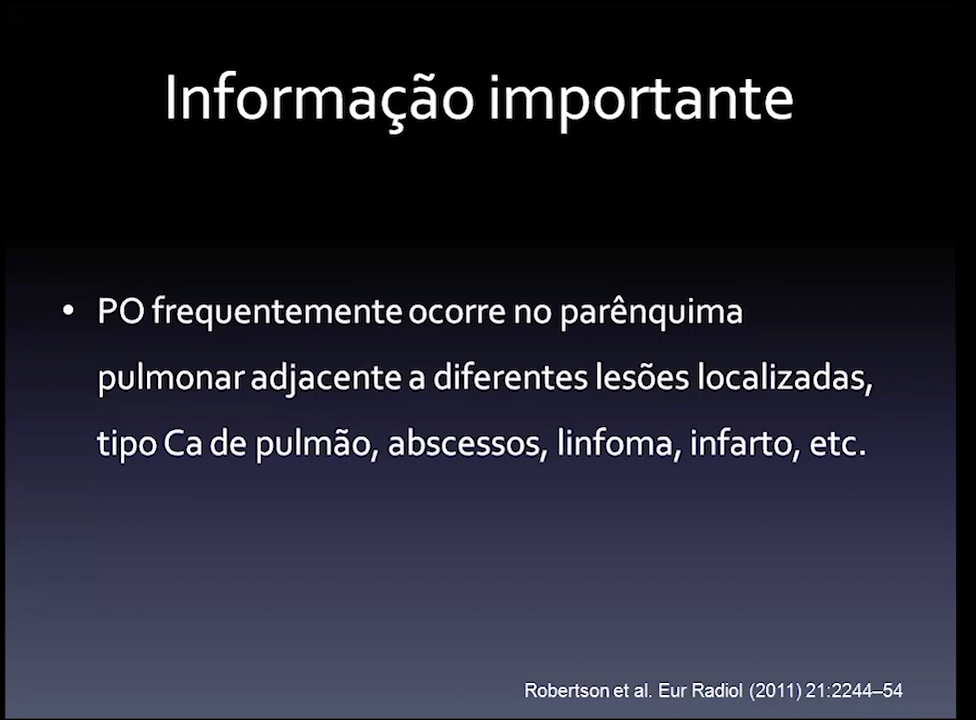 Informação importante
• PO frequentemente ocorre no parênquima
pulmonar adjacente a diferentes lesões localizadas,
tipo Ca de pulmão, abscessos, linfoma, infarto, etc.
Robertson et al. Eur Radiol (2011) 21:2244–54